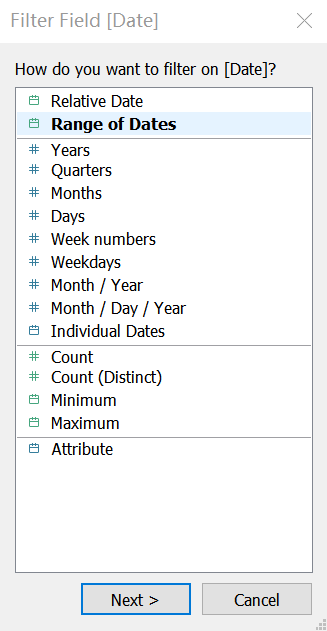 Filter Field [Date]
How do you want to filter on [Date]?
Relative Date
Range of Dates
Years
Quarters
Months
Days
Week numbers
Weekdays
Month / Year
Month / Day / Year
Individual Dates
Count
Count (Distinct)
Minimum
Maximum
Attribute
Next >
Cancel